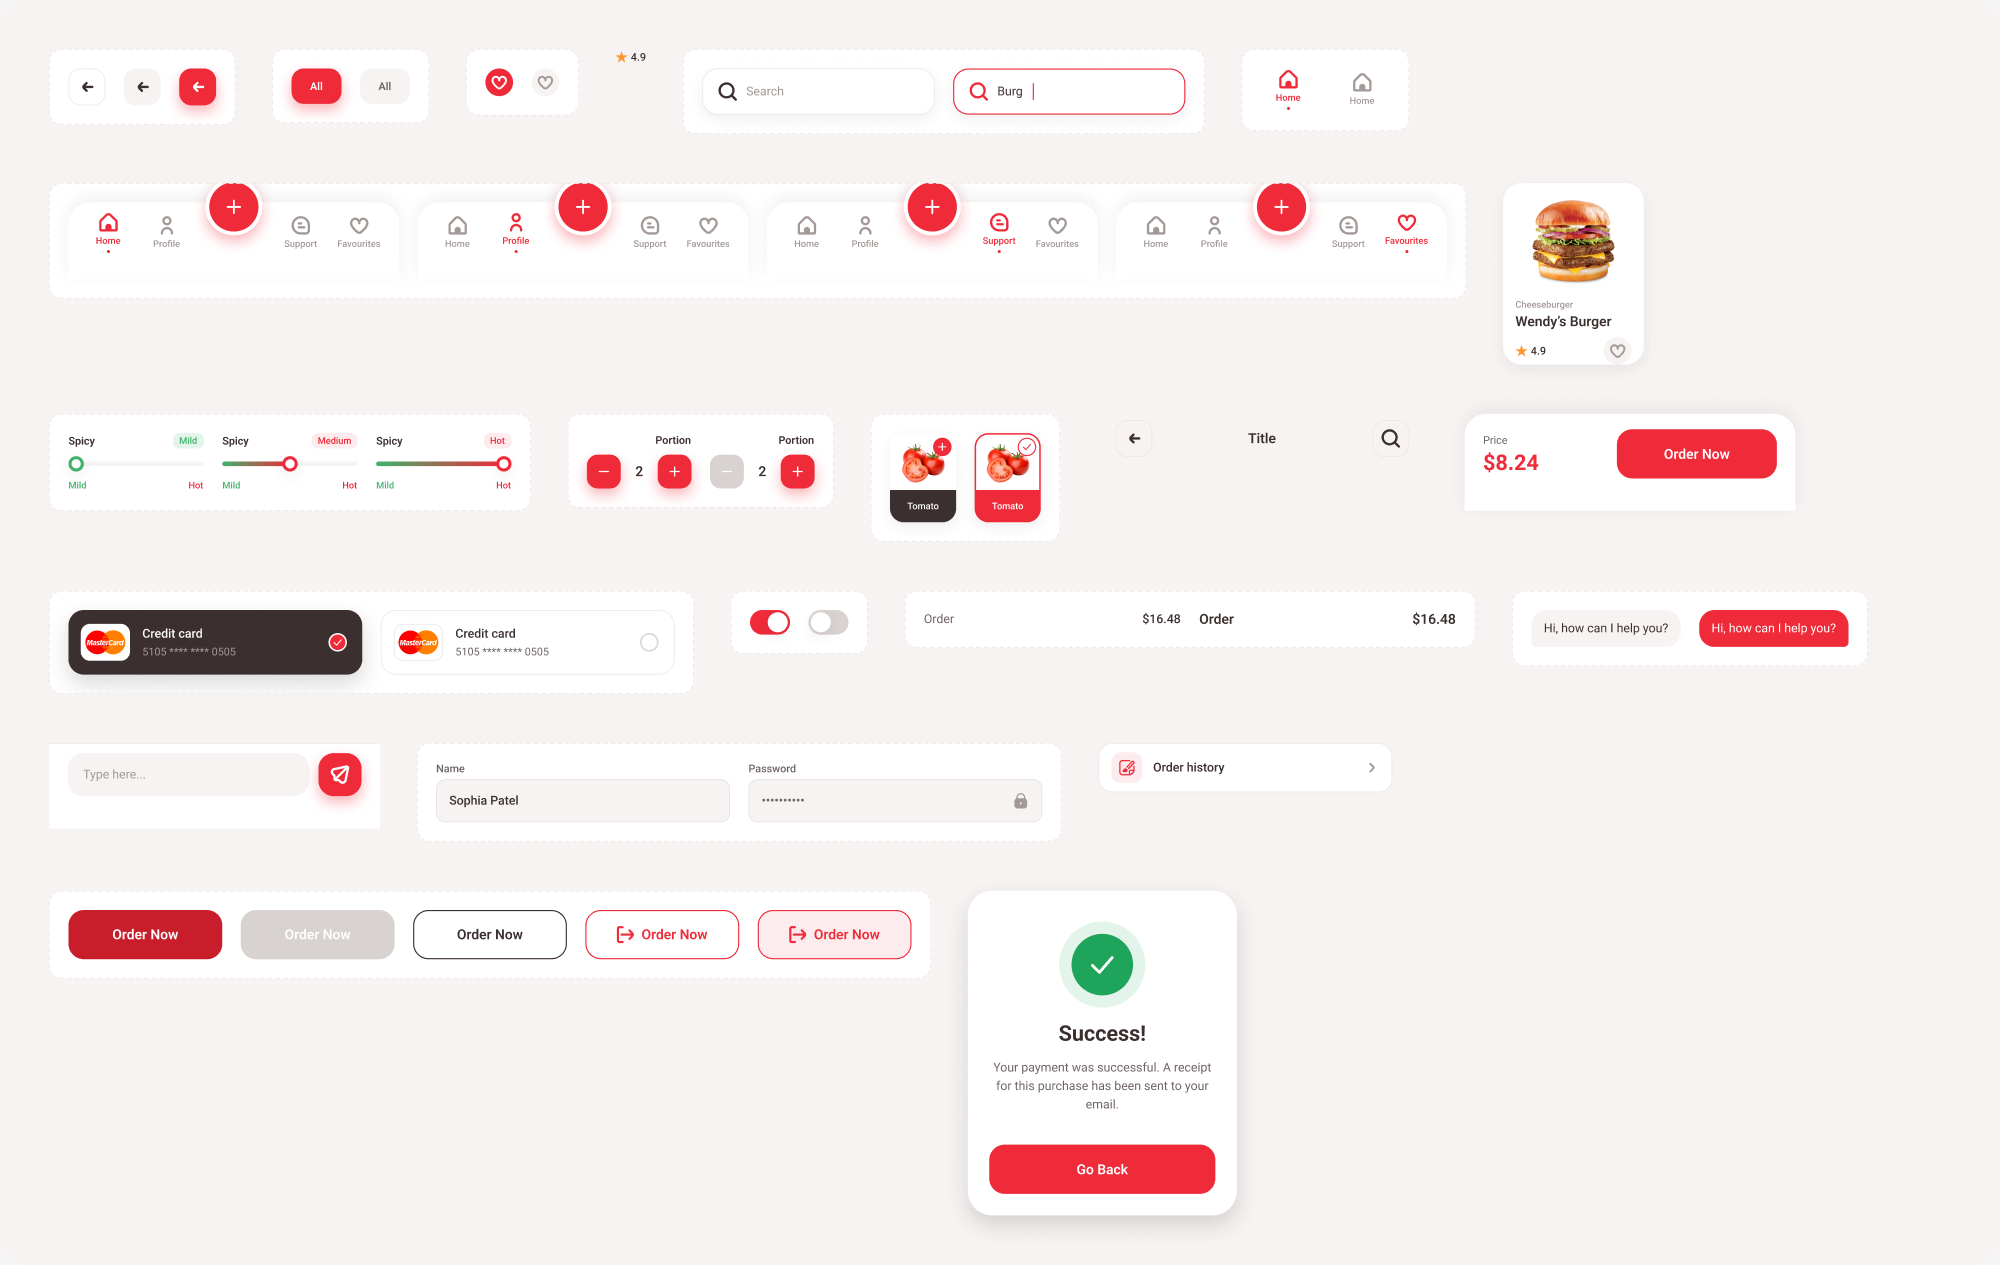 All
All
4.9
Search
Burg
Home
Home
Home
Profile
Support
Favourites
Home
Profile
Support
Favourites
Home
Profile
Support
Favourites
Home
Profile
Support
Favourites
Cheeseburger
Wendy’s Burger
4.9
Spicy
Mild
Mild
Hot
Spicy
Medium
Mild
Hot
Spicy
Hot
Mild
Hot
Portion
2
Portion
2
Tomato
Tomato
Title
Price
$8.24
Order Now
MasterCard
Credit card
5105 **** **** 0505
MasterCard
Credit card
5105 **** **** 0505
Order
$16.48
Order
$16.48
Hi, how can I help you?
Hi, how can I help you?
Type here...
Name
Sophia Patel
Password
••••••••••
Order history
Order Now
Order Now
Order Now
Order Now
Order Now
Success!
Your payment was successful. A receipt
for this purchase has been sent to your
email.
Go Back